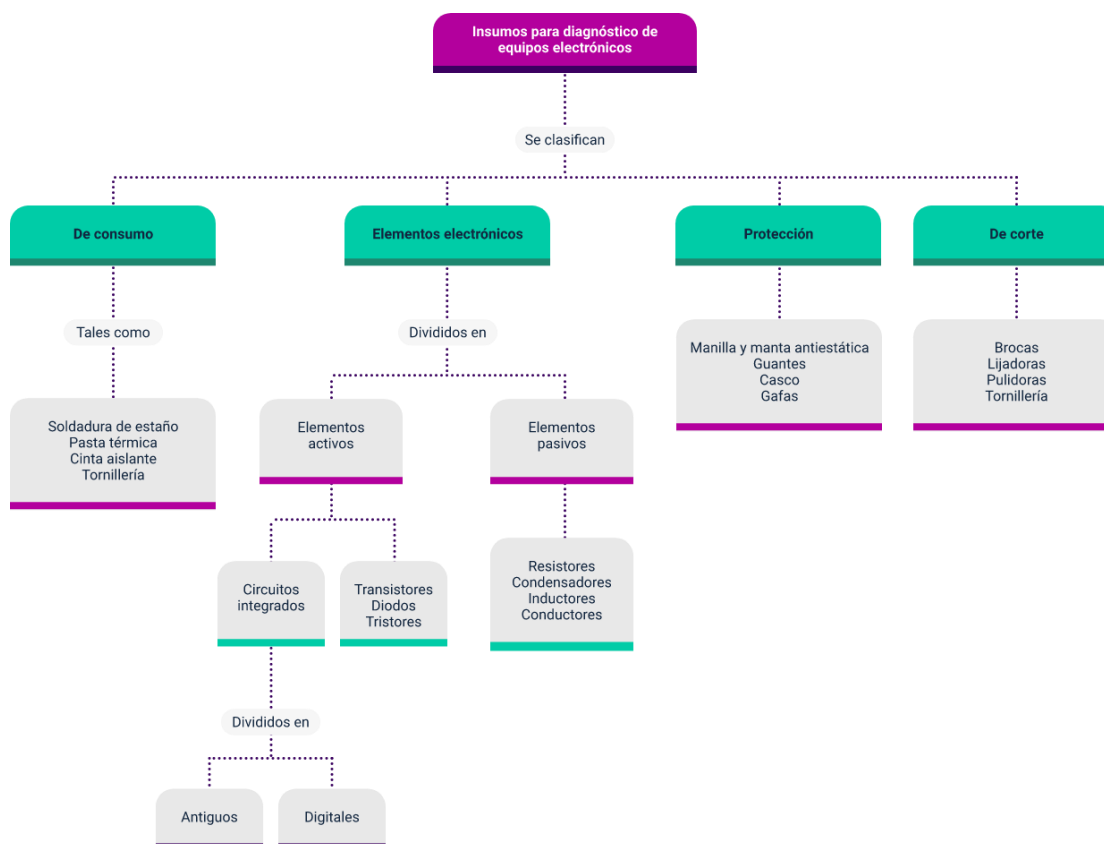 Insumos para diagnóstico de
equipos electrónicos
Se clasifican
De consumo
Elementos electrónicos
Protección
De corte
Tales como
Divididos en
Manilla y manta antiestática
Guantes
Casco
Gafas
Brocas
Lijadoras
Pulidoras
Tornillería
Soldadura de estaño
Pasta térmica
Cinta aislante
Tornillería
Elementos
activos
Elementos
pasivos
Circuitos
integrados
Transistores
Diodos
Tristores
Resistores
Condensadores
Inductores
Conductores
Divididos en
Antiguos
Digitales